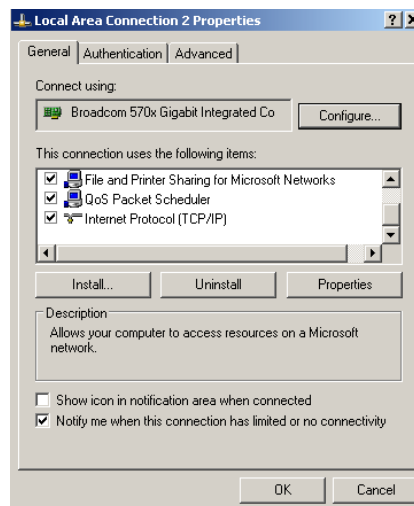 Local Area Connection 2 Properties
General Authentication Advanced
Connect using:
Broadcom 570x Gigabit Integrated Co
Configure...
This connection uses the following items:
File and Printer Sharing for Microsoft Networks
QoS Packet Scheduler
Internet Protocol (TCP/IP)
Install... Uninstall Properties
Description
Allows your computer to access resources on a Microsoft
network.
Show icon in notification area when connected
Notify me when this connection has limited or no connectivity
OK Cancel